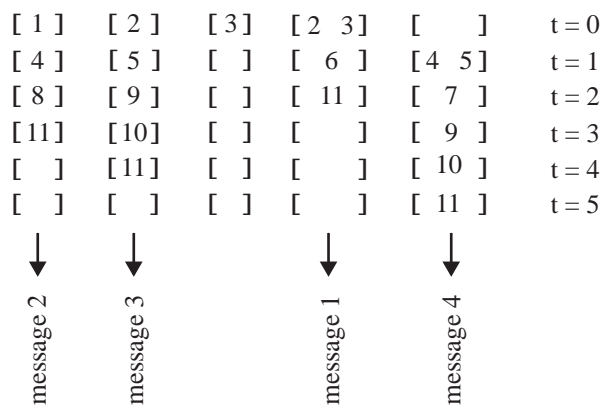 [ 1 ] [ 2 ] [ 3 ] [ 2 3 ] [ ] t = 0
[ 4 ] [ 5 ] [ ] [ 6 ] [ 4 5 ] t = 1
[ 8 ] [ 9 ] [ ] [ 11 ] [ 7 ] t = 2
[ 11 ] [ 10 ] [ ] [ ] [ 9 ] t = 3
[ ] [ 11 ] [ ] [ ] [ 10 ] t = 4
[ ] [ ] [ ] [ ] [ 11 ] t = 5
message 2
message 3
message 1
message 4